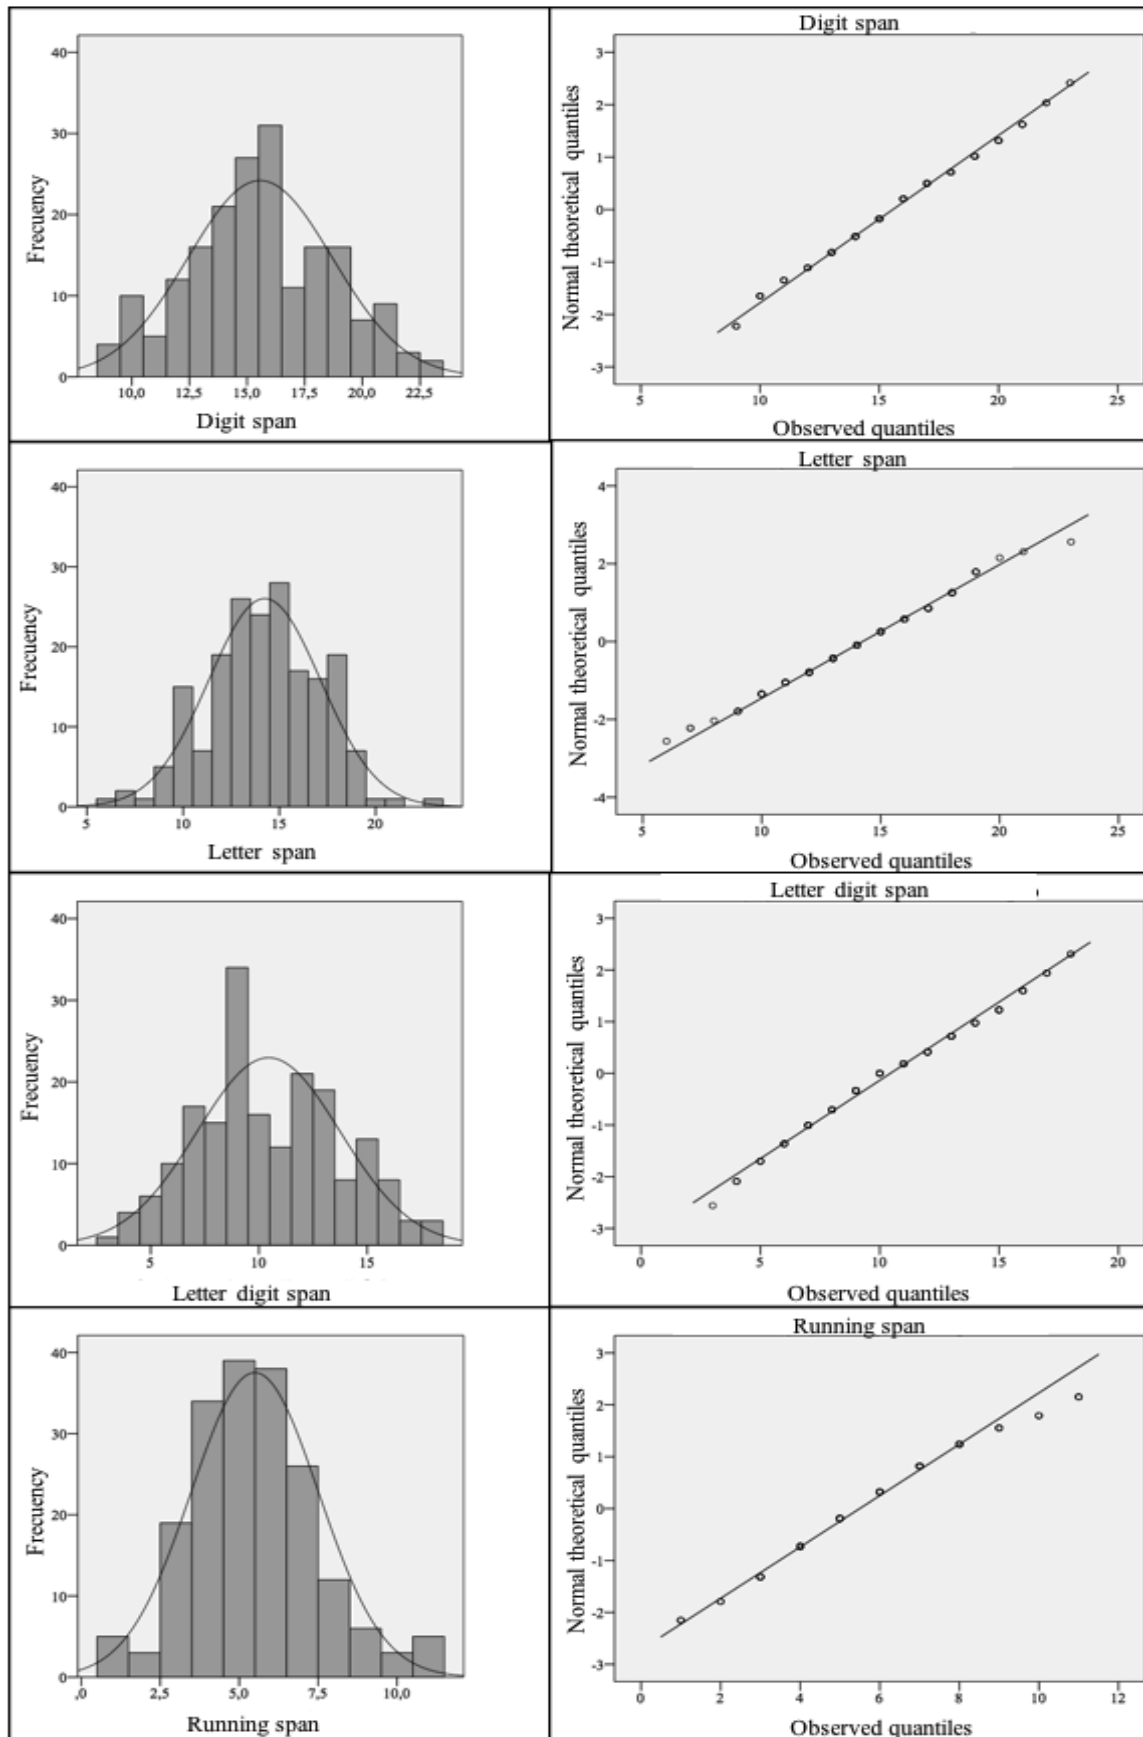 40
30
20
10
0
Frecuency
10,0 12,5 15,0 17,5 20,0 22,5
Digit span
Digit span
3
2
1
0
-1
-2
-3
Normal theoretical quantiles
5 10 15 20 25
Observed quantiles
40
30
20
10
0
Frecuency
5 10 15 20
Letter span
Letter span
4
2
0
-2
-4
Normal theoretical quantiles
5 10 15 20 25
Observed quantiles
40
30
20
10
0
Frecuency
5 10 15
Letter digit span
Letter digit span
3
2
1
0
-1
-2
-3
Normal theoretical quantiles
0 5 10 15 20
Observed quantiles
40
30
20
10
0
Frecuency
,0 2,5 5,0 7,5 10,0
Running span
Running span
3
2
1
0
-1
-2
-3
Normal theoretical quantiles
0 2 4 6 8 10 12
Observed quantiles